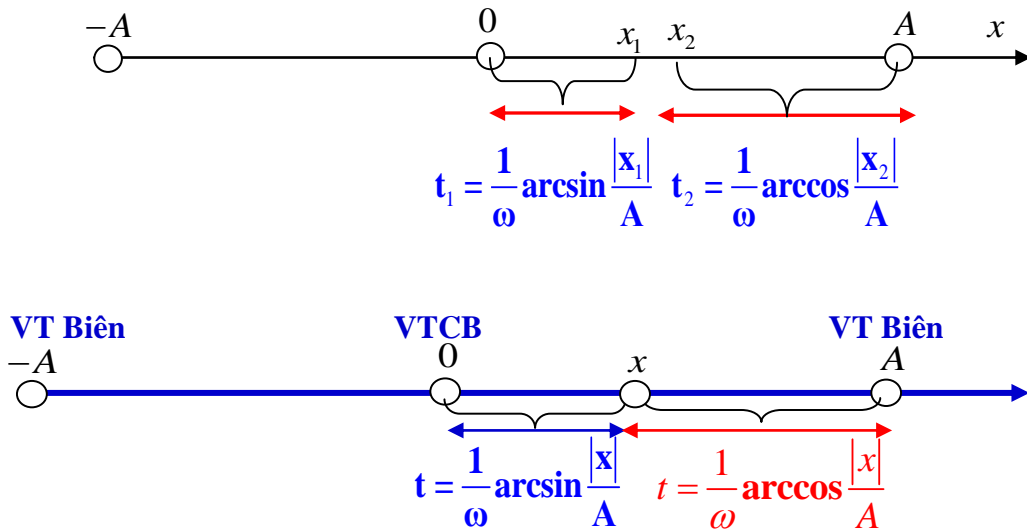 −A 0 x₁ x₂ A x
t₁ = 1/ω arcsin |x₁|/A t₂ = 1/ω arccos |x₂|/A
VT Biên VTCB VT Biên
−A 0 x A
t = 1/ω arcsin |x|/A t = 1/ω arccos |x|/A